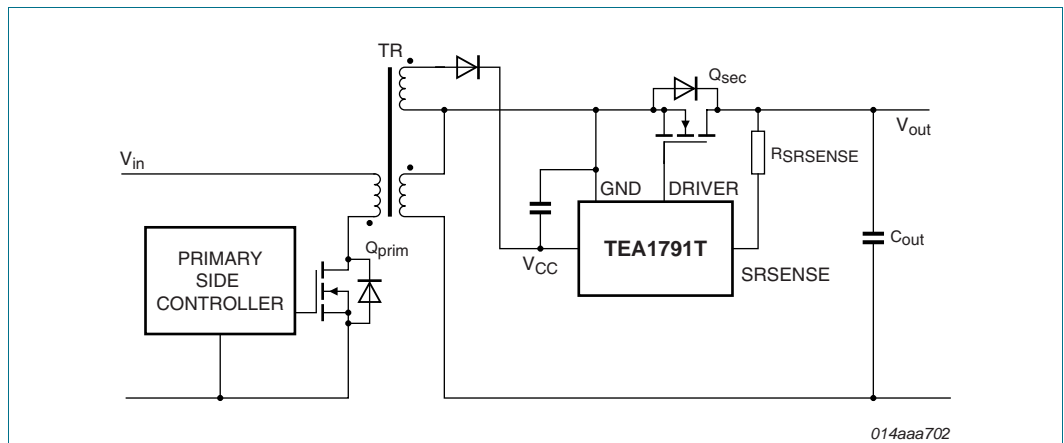 TR
Qsec
Vin
Vout
RSRSENSE
GND
DRIVER
Qprim
TEA1791T
Cout
PRIMARY
SIDE
CONTROLLER
VCC
SRSENSE
014aaa702